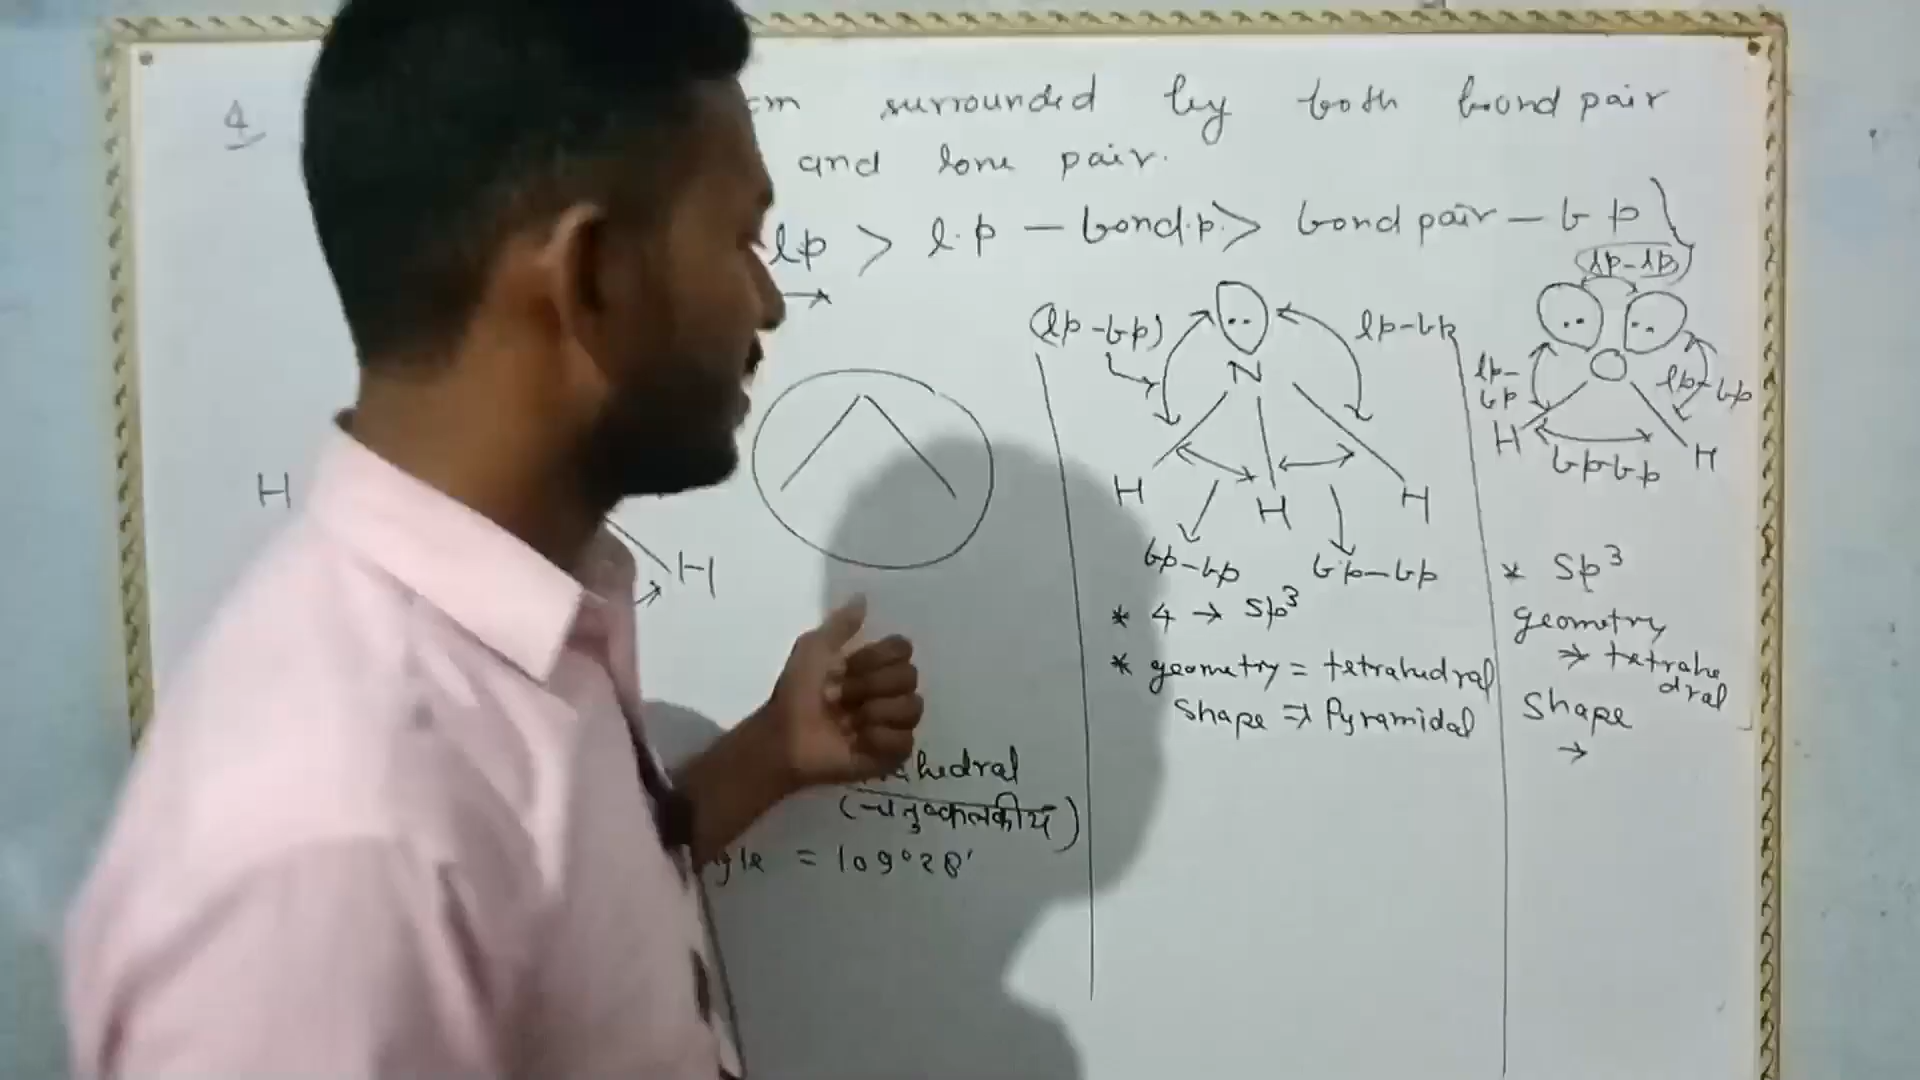 4
surrounded by both bond pair
and lone pair.
lp > l.p – bond.p. > bond pair – b p
(lp-lp)
(lp-bp)
lp-bp
lp-bp
lp-bp
N
O
H
H
H
H
H
H
H
bp-bp
bp-bp
bp-bp
* 4 → sp³
* geometry = tetrahedral
Shape ⇒ Pyramidal
* sp³
geometry
⇒ tetrahedral
Shape
→
ahedral
(चतुष्फलकीय)
gle = 109°28'